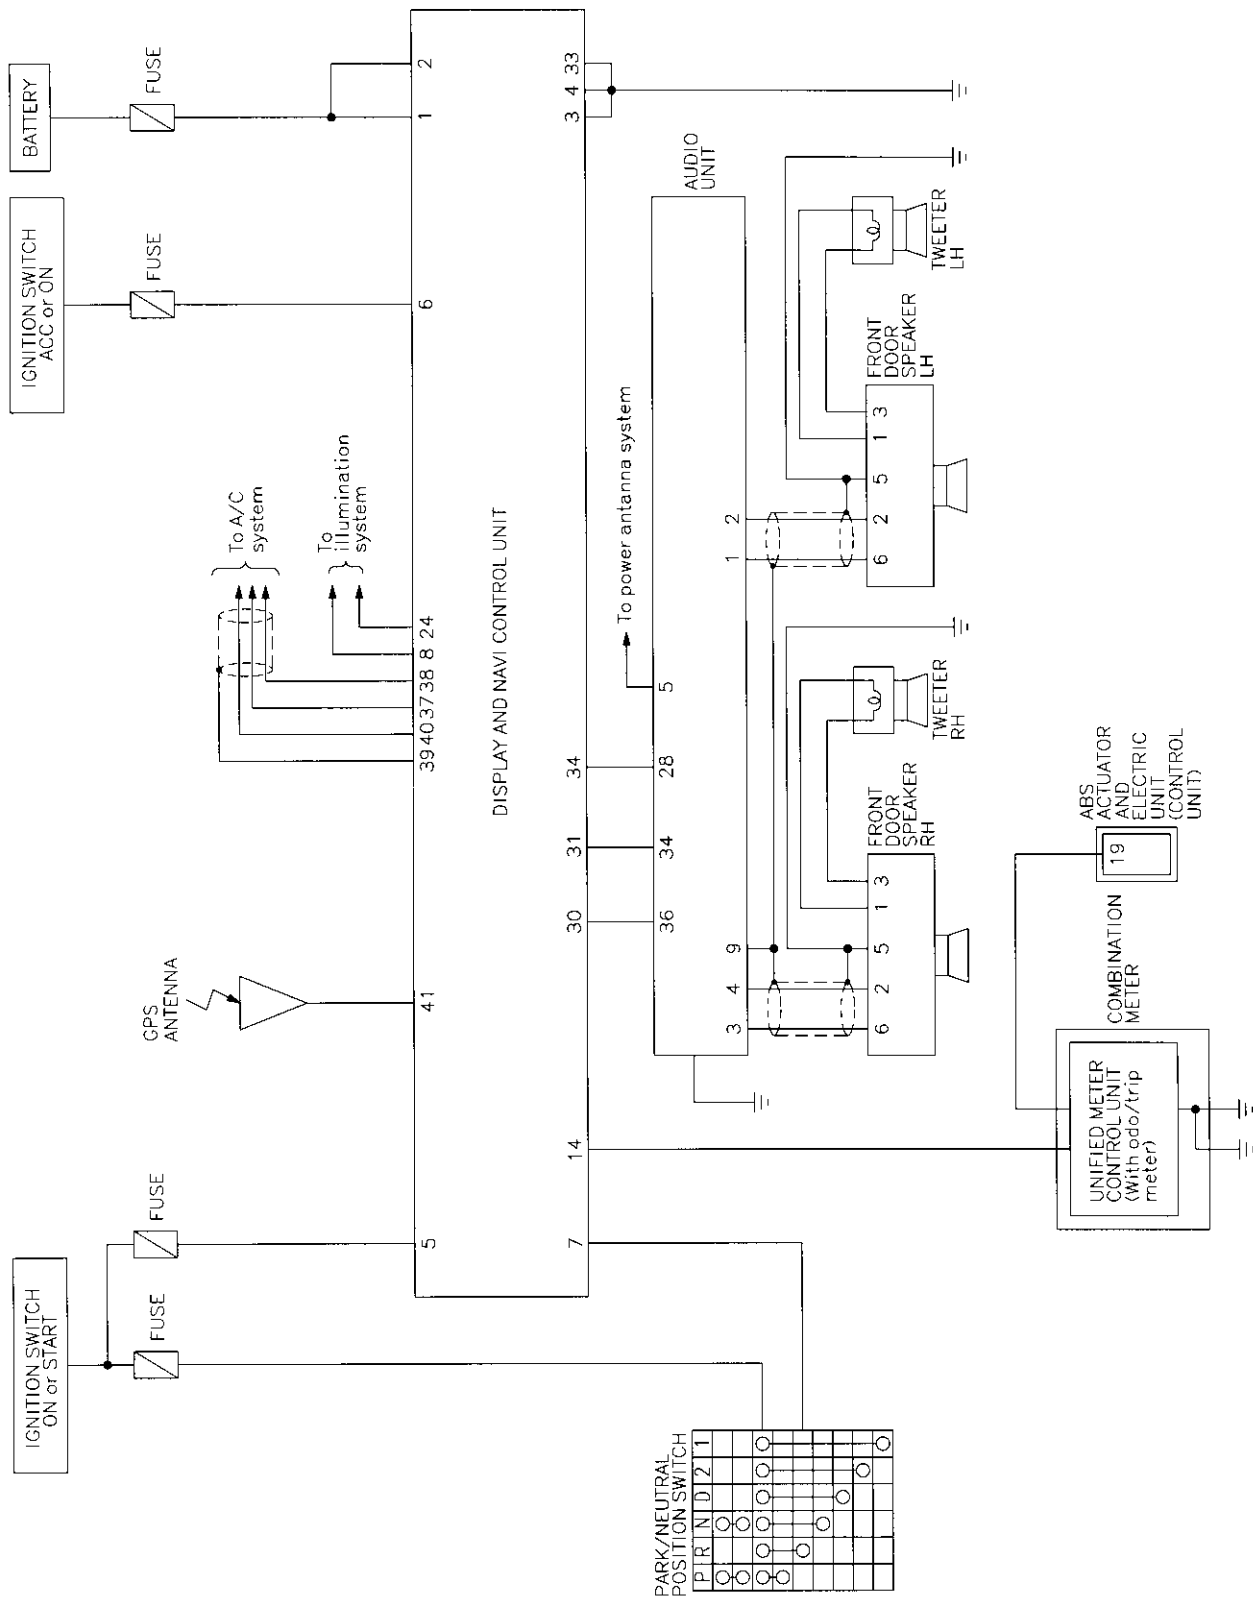 BATTERY
FUSE
IGNITION SWITCH
ACC or ON
FUSE
To A/C
system
To
illumination
system
GPS
ANTENNA
IGNITION SWITCH
ON or START
FUSE
FUSE
5
41
39
40
37
38
8
24
6
1
2
DISPLAY AND NAVI CONTROL UNIT
7
14
30
31
34
3
4
33
PARK/NEUTRAL
POSITION SWITCH
P
R
N
D
2
1
To power antanna system
AUDIO
UNIT
36
34
28
5
3
4
9
1
2
6
2
5
1
3
FRONT
DOOR
SPEAKER
RH
TWEETER
RH
6
2
5
1
3
FRONT
DOOR
SPEAKER
LH
TWEETER
LH
UNIFIED METER
CONTROL UNIT
(With odo/trip
meter)
COMBINATION
METER
19
ABS
ACTUATOR
AND
ELECTRIC
UNIT
(CONTROL
UNIT)